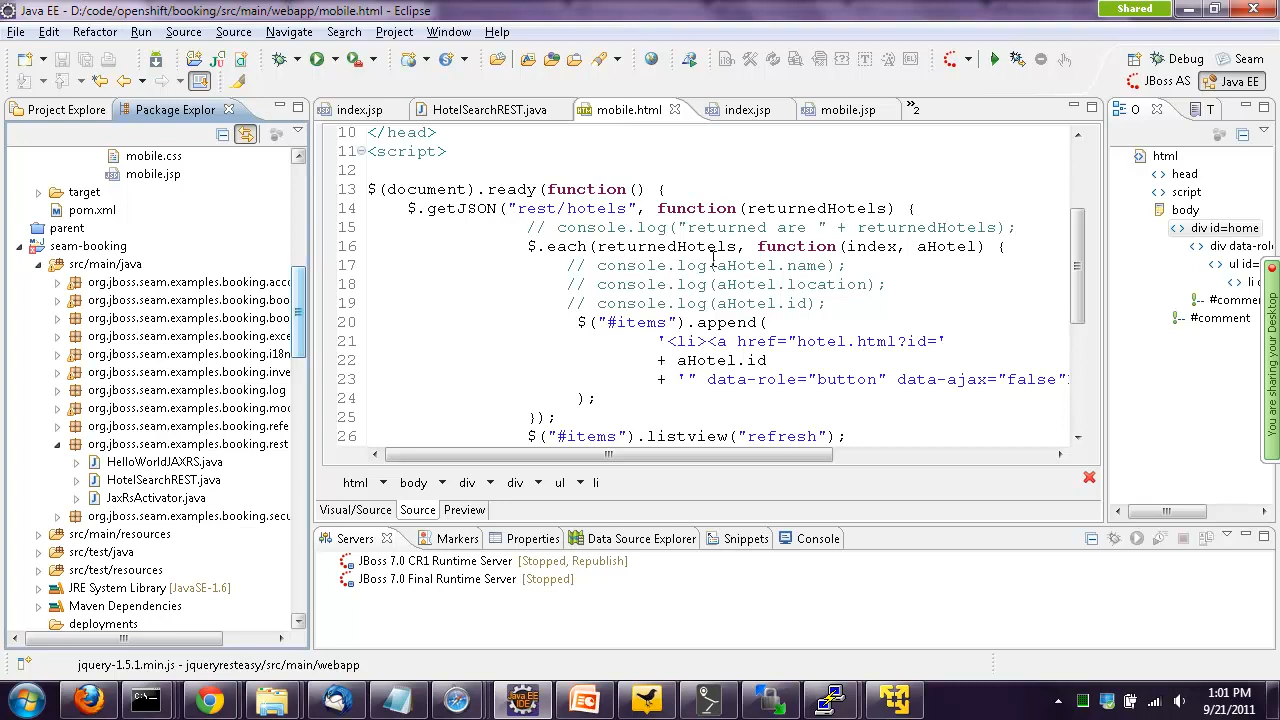 Java EE - D:/code/openshift/booking/src/main/webapp/mobile.html - Eclipse
Shared
File Edit Refactor Run Source Source Navigate Search Project Window Help
Debug Seam
JBoss AS Java EE
Project Explore Package Explor
index.jsp HotelSearchREST.java mobile.html index.jsp mobile.jsp »2
O T
mobile.css
mobile.jsp
target
pom.xml
parent
seam-booking
src/main/java
org.jboss.seam.examples.booking.acc
org.jboss.seam.examples.booking.boo
org.jboss.seam.examples.booking.boo
org.jboss.seam.examples.booking.exce
org.jboss.seam.examples.booking.i18n
org.jboss.seam.examples.booking.inve
org.jboss.seam.examples.booking.log
org.jboss.seam.examples.booking.mo
org.jboss.seam.examples.booking.refe
org.jboss.seam.examples.booking.rest
HelloWorldJAXRS.java
HotelSearchREST.java
JaxRsActivator.java
org.jboss.seam.examples.booking.secu
src/main/resources
src/test/java
src/test/resources
JRE System Library [JavaSE-1.6]
Maven Dependencies
deployments
10 </head>
11 <script>
12
13 $(document).ready(function() {
14 $.getJSON("rest/hotels", function(returnedHotels) {
15 // console.log("returned are " + returnedHotels);
16 $.each(returnedHotels, function(index, aHotel) {
17 // console.log(aHotel.name);
18 // console.log(aHotel.location);
19 // console.log(aHotel.id);
20 $("#items").append(
21 '<li><a href="hotel.html?id='
22 + aHotel.id
23 + '" data-role="button" data-ajax="false"
24 );
25 });
26 $("#items").listview("refresh");
html body div div ul li
Visual/Source Source Preview
html
head
script
body
div id=home
div data-ro
ul id=
li c
#comment
#comment
You are sharing your Desktop
Servers Markers Properties Data Source Explorer Snippets Console
JBoss 7.0 CR1 Runtime Server [Stopped, Republish]
JBoss 7.0 Final Runtime Server [Stopped]
jquery-1.5.1.min.js - jqueryresteasy/src/main/webapp
Java EE
IDE
1:01 PM
9/21/2011